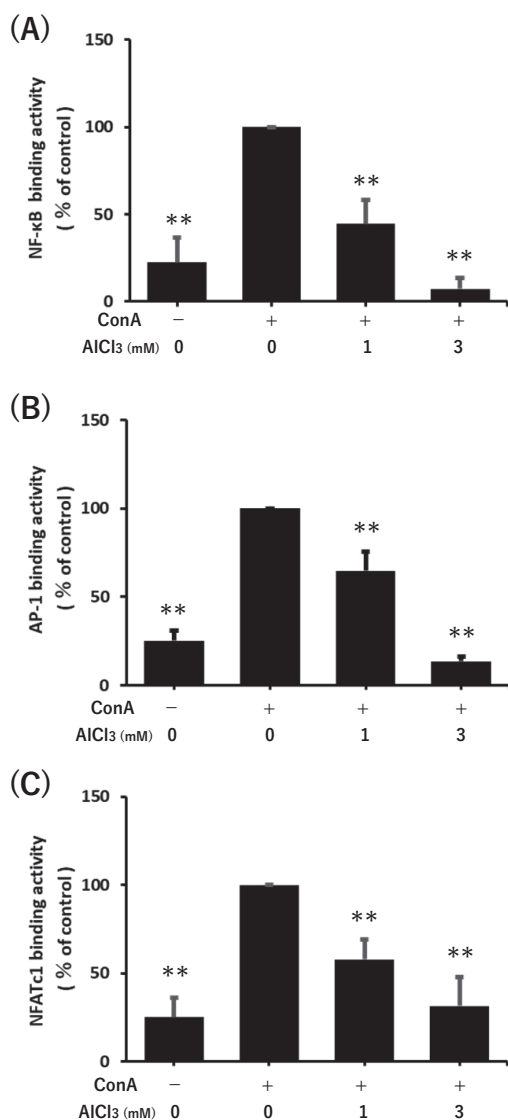 (A)
NF-κB binding activity
( % of control)
150
100
50
0
**
**
**
ConA − + + +
AlCl3 (mM) 0 0 1 3
(B)
AP-1 binding activity
( % of control)
150
100
50
0
**
**
**
ConA − + + +
AlCl3 (mM) 0 0 1 3
(C)
NFATc1 binding activity
( % of control)
150
100
50
0
**
**
**
ConA − + + +
AlCl3 (mM) 0 0 1 3